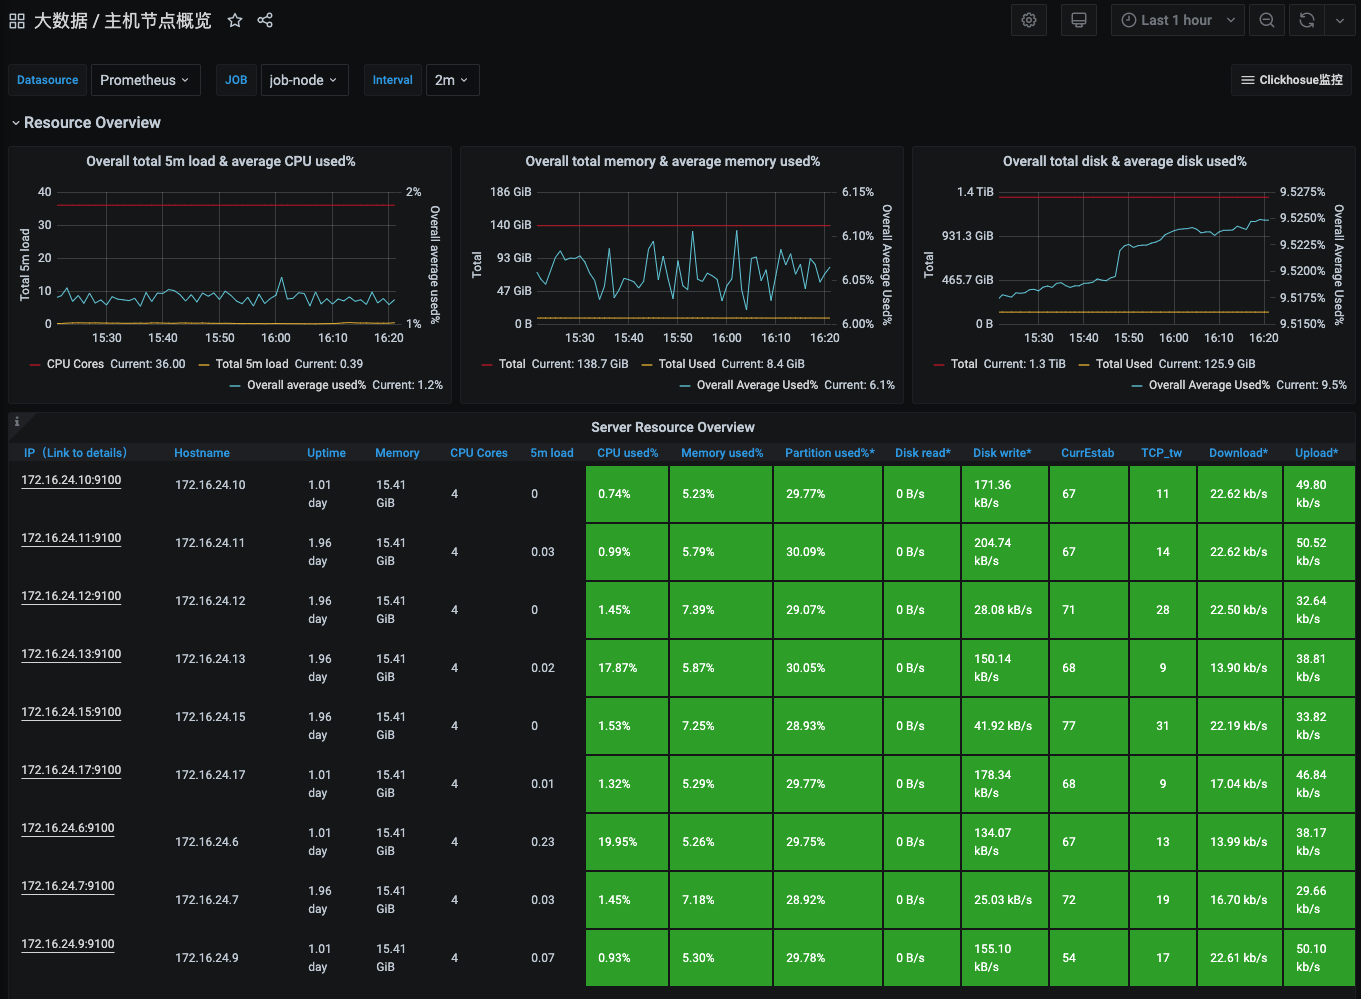 大数据 / 主机节点概览
Last 1 hour
Datasource Prometheus JOB job-node Interval 2m Clickhosue监控
Resource Overview
Overall total 5m load & average CPU used%
40 2%
30
20
10
0 1%
Total 5m load
Overall average used%
15:30 15:40 15:50 16:00 16:10 16:20
CPU Cores Current: 36.00 Total 5m load Current: 0.39
Overall average used% Current: 1.2%
Overall total memory & average memory used%
186 GiB 6.15%
140 GiB 6.10%
93 GiB 6.05%
47 GiB
0 B 6.00%
Total
Overall Average Used%
15:30 15:40 15:50 16:00 16:10 16:20
Total Current: 138.7 GiB Total Used Current: 8.4 GiB
Overall Average Used% Current: 6.1%
Overall total disk & average disk used%
1.4 TiB 9.5275%
9.5250%
931.3 GiB 9.5225%
465.7 GiB 9.5200%
9.5175%
0 B 9.5150%
Total
Overall Average Used%
15:30 15:40 15:50 16:00 16:10 16:20
Total Current: 1.3 TiB Total Used Current: 125.9 GiB
Overall Average Used% Current: 9.5%
i
Server Resource Overview
IP（Link to details） Hostname Uptime Memory CPU Cores 5m load CPU used% Memory used% Partition used%* Disk read* Disk write* CurrEstab TCP_tw Download* Upload*
172.16.24.10:9100 172.16.24.10 1.01 day 15.41 GiB 4 0 0.74% 5.23% 29.77% 0 B/s 171.36 kB/s 67 11 22.62 kb/s 49.80 kb/s
172.16.24.11:9100 172.16.24.11 1.96 day 15.41 GiB 4 0.03 0.99% 5.79% 30.09% 0 B/s 204.74 kB/s 67 14 22.62 kb/s 50.52 kb/s
172.16.24.12:9100 172.16.24.12 1.96 day 15.41 GiB 4 0 1.45% 7.39% 29.07% 0 B/s 28.08 kB/s 71 28 22.50 kb/s 32.64 kb/s
172.16.24.13:9100 172.16.24.13 1.96 day 15.41 GiB 4 0.02 17.87% 5.87% 30.05% 0 B/s 150.14 kB/s 68 9 13.90 kb/s 38.81 kb/s
172.16.24.15:9100 172.16.24.15 1.96 day 15.41 GiB 4 0 1.53% 7.25% 28.93% 0 B/s 41.92 kB/s 77 31 22.19 kb/s 33.82 kb/s
172.16.24.17:9100 172.16.24.17 1.01 day 15.41 GiB 4 0.01 1.32% 5.29% 29.77% 0 B/s 178.34 kB/s 68 9 17.04 kb/s 46.84 kb/s
172.16.24.6:9100 172.16.24.6 1.01 day 15.41 GiB 4 0.23 19.95% 5.26% 29.75% 0 B/s 134.07 kB/s 67 13 13.99 kb/s 38.17 kb/s
172.16.24.7:9100 172.16.24.7 1.96 day 15.41 GiB 4 0.03 1.45% 7.18% 28.92% 0 B/s 25.03 kB/s 72 19 16.70 kb/s 29.66 kb/s
172.16.24.9:9100 172.16.24.9 1.01 day 15.41 GiB 4 0.07 0.93% 5.30% 29.78% 0 B/s 155.10 kB/s 54 17 22.61 kb/s 50.10 kb/s